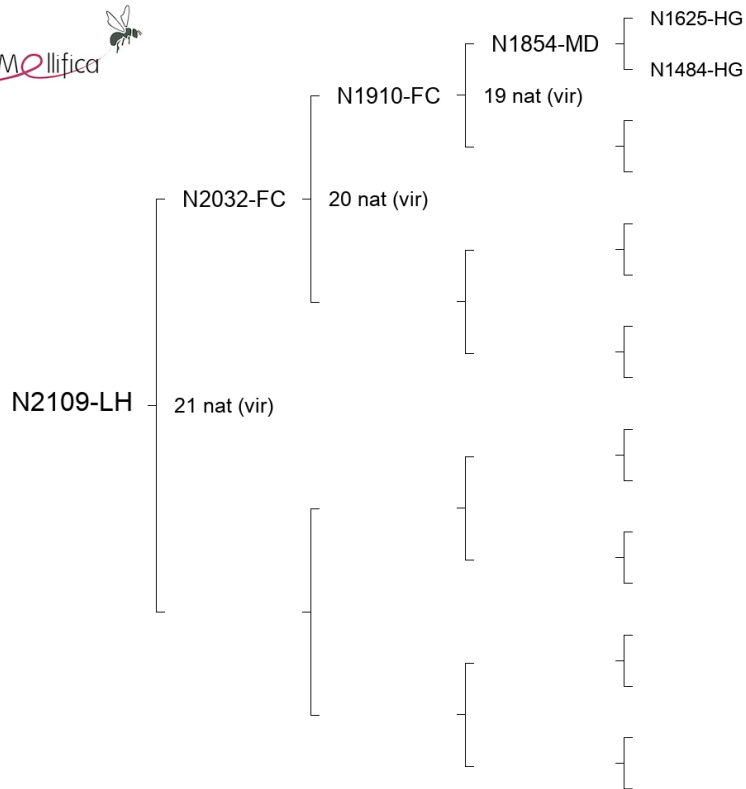 Mellifica
N1625-HG
N1854-MD
N1484-HG
N1910-FC
19 nat (vir)
N2032-FC
20 nat (vir)
N2109-LH
21 nat (vir)